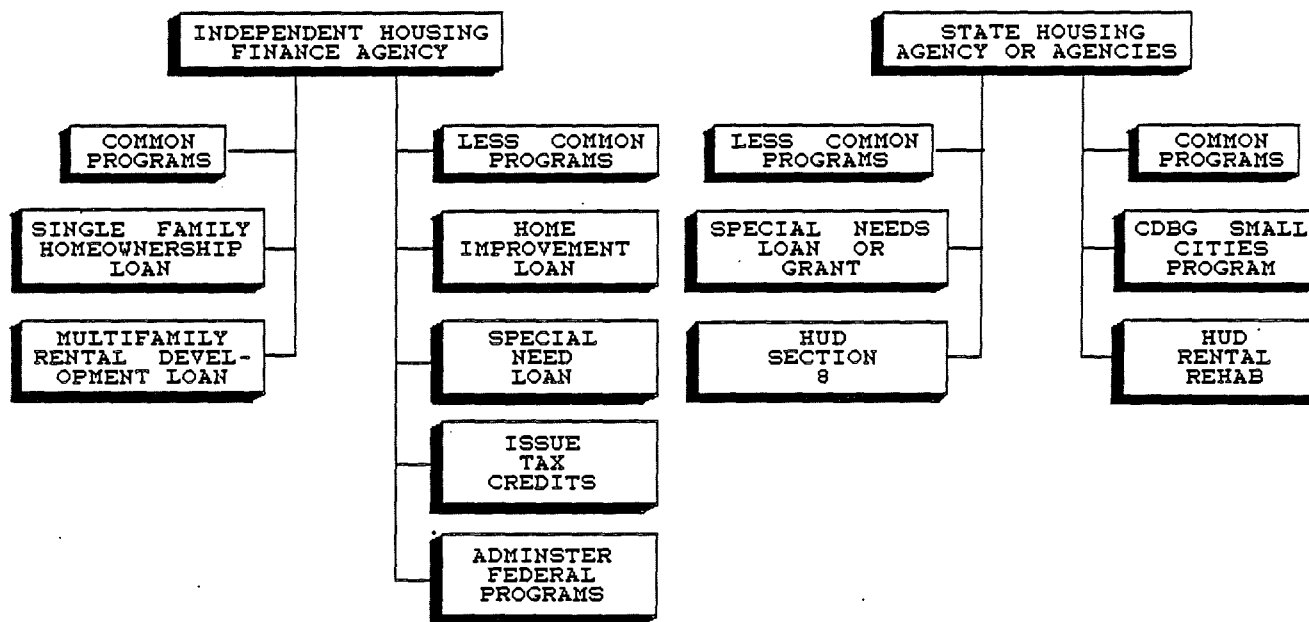 INDEPENDENT HOUSING
FINANCE AGENCY
COMMON
PROGRAMS
SINGLE FAMILY
HOMEOWNERSHIP
LOAN
MULTIFAMILY
RENTAL DEVEL-
OPMENT LOAN
LESS COMMON
PROGRAMS
HOME
IMPROVEMENT
LOAN
SPECIAL
NEED
LOAN
ISSUE
TAX
CREDITS
ADMINSTER
FEDERAL
PROGRAMS
STATE HOUSING
AGENCY OR AGENCIES
LESS COMMON
PROGRAMS
SPECIAL NEEDS
LOAN OR
GRANT
HUD
SECTION
8
COMMON
PROGRAMS
CDBG SMALL
CITIES
PROGRAM
HUD
RENTAL
REHAB